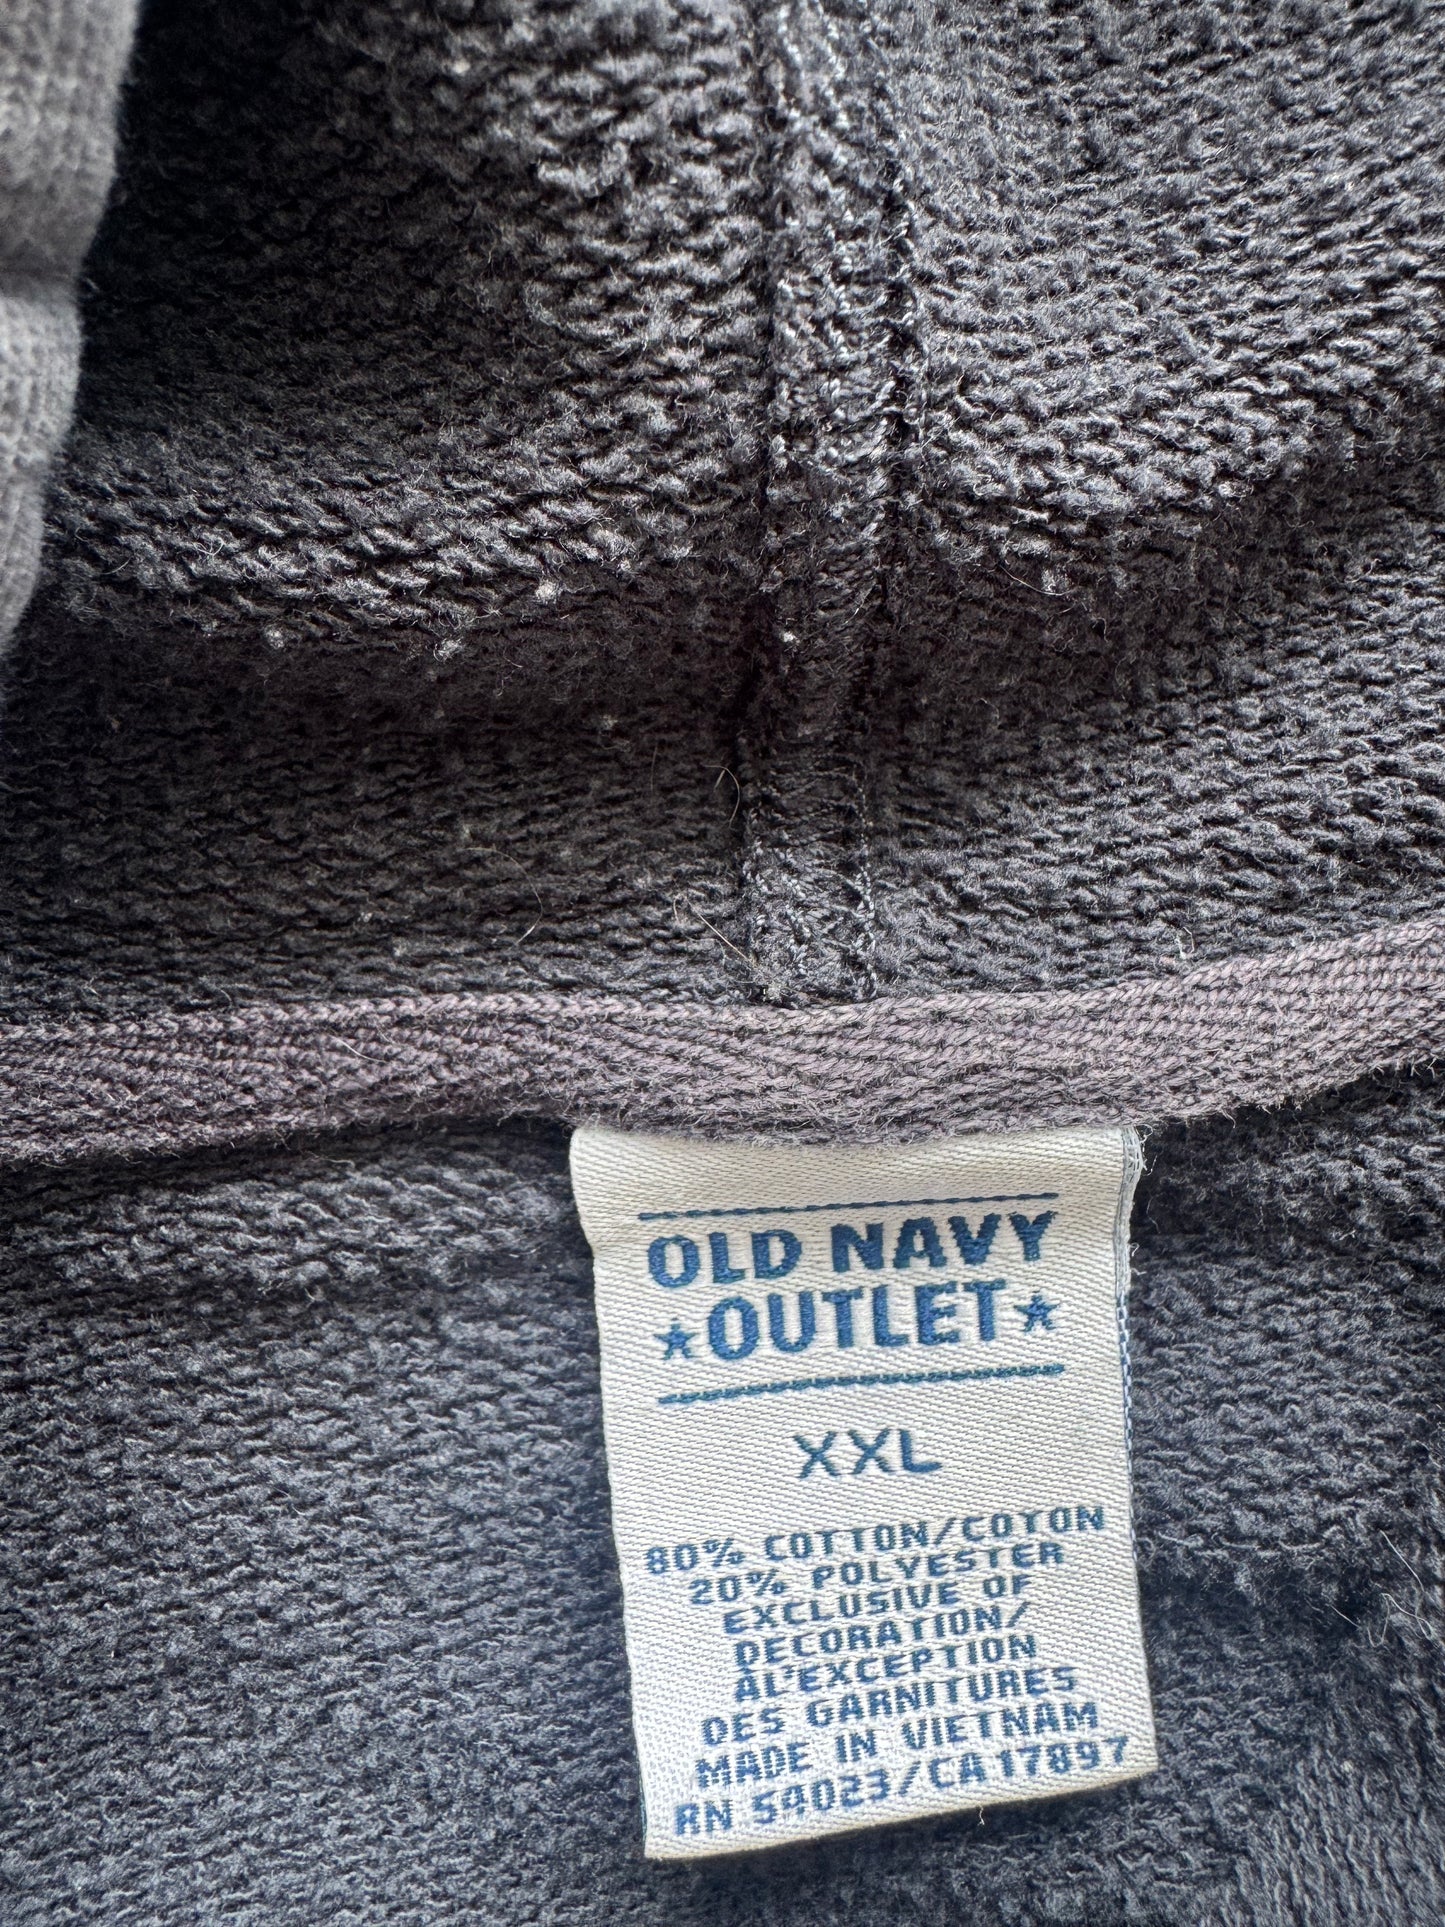 OLD NAVY
★OUTLET★
XXL
80% COTTON/COTON
20% POLYESTER
EXCLUSIVE OF
DECORATION/
ÀL'EXCEPTION
DES GARNITURES
MADE IN VIETNAM
RN 54023/CA17897